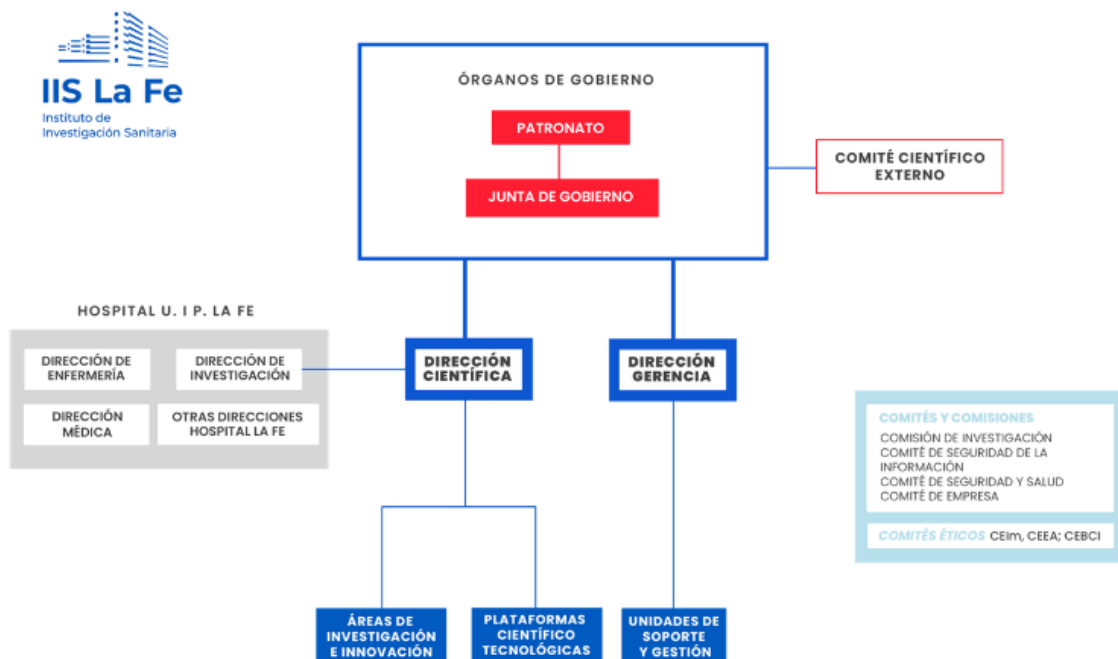 IIS La Fe
Instituto de
Investigación Sanitaria
ÓRGANOS DE GOBIERNO
PATRONATO
JUNTA DE GOBIERNO
COMITÉ CIENTÍFICO
EXTERNO
HOSPITAL U. I P. LA FE
DIRECCIÓN DE
ENFERMERÍA
DIRECCIÓN DE
INVESTIGACIÓN
DIRECCIÓN
MÉDICA
OTRAS DIRECCIONES
HOSPITAL LA FE
DIRECCIÓN
CIENTÍFICA
DIRECCIÓN
GERENCIA
COMITÉS Y COMISIONES
COMISIÓN DE INVESTIGACIÓN
COMITÉ DE SEGURIDAD DE LA
INFORMACIÓN
COMITÉ DE SEGURIDAD Y SALUD
COMITÉ DE EMPRESA
COMITÉS ÉTICOS CEIm, CEEA; CEBCI
ÁREAS DE
INVESTIGACIÓN
E INNOVACIÓN
PLATAFORMAS
CIENTÍFICO
TECNOLÓGICAS
UNIDADES DE
SOPORTE
Y GESTIÓN